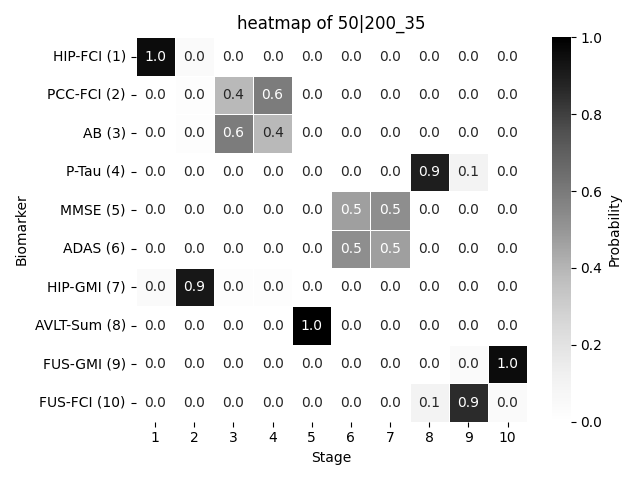 heatmap of 50|200_35
HIP-FCI (1) 1.0 0.0 0.0 0.0 0.0 0.0 0.0 0.0 0.0 0.0
PCC-FCI (2) 0.0 0.0 0.4 0.6 0.0 0.0 0.0 0.0 0.0 0.0
AB (3) 0.0 0.0 0.6 0.4 0.0 0.0 0.0 0.0 0.0 0.0
P-Tau (4) 0.0 0.0 0.0 0.0 0.0 0.0 0.0 0.9 0.1 0.0
MMSE (5) 0.0 0.0 0.0 0.0 0.0 0.5 0.5 0.0 0.0 0.0
ADAS (6) 0.0 0.0 0.0 0.0 0.0 0.5 0.5 0.0 0.0 0.0
HIP-GMI (7) 0.0 0.9 0.0 0.0 0.0 0.0 0.0 0.0 0.0 0.0
AVLT-Sum (8) 0.0 0.0 0.0 0.0 1.0 0.0 0.0 0.0 0.0 0.0
FUS-GMI (9) 0.0 0.0 0.0 0.0 0.0 0.0 0.0 0.0 0.0 1.0
FUS-FCI (10) 0.0 0.0 0.0 0.0 0.0 0.0 0.0 0.1 0.9 0.0
1 2 3 4 5 6 7 8 9 10
Stage
Biomarker
1.0
0.8
0.6
0.4
0.2
0.0
Probability